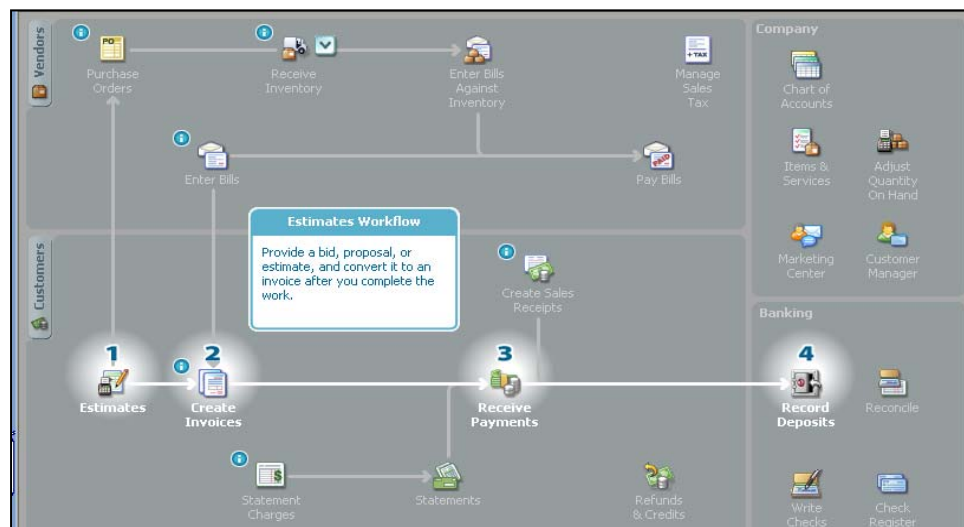 Vendors
PO
Purchase
Orders
Receive
Inventory
Enter Bills
Against
Inventory
+ TAX
Manage
Sales
Tax
Enter Bills
PAID
Pay Bills
Company
Chart of
Accounts
Items &
Services
Adjust
Quantity
On Hand
Marketing
Center
Customer
Manager
Estimates Workflow
Provide a bid, proposal, or
estimate, and convert it to an
invoice after you complete the
work.
Customers
Create Sales
Receipts
1
Estimates
2
Create
Invoices
3
Receive
Payments
Statement
Charges
Statements
Refunds
& Credits
Banking
4
Record
Deposits
Reconcile
Write
Checks
Check
Register